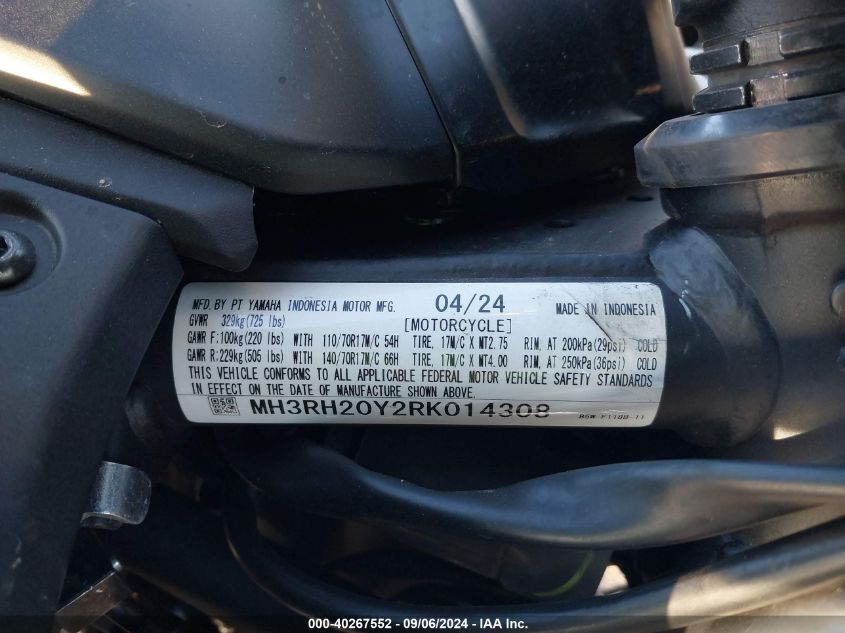 MFD. BY PT YAMAHA INDONESIA MOTOR MFG. 04/24 MADE IN INDONESIA
GVWR 329kg(725 lbs) [MOTORCYCLE]
GAWR F:100kg(220 lbs) WITH 110/70R17M/C 54H TIRE, 17M/C X MT2.75 RIM, AT 200kPa(29psi) COLD
GAWR R:229kg(505 lbs) WITH 140/70R17M/C 66H TIRE, 17M/C X MT4.00 RIM, AT 250kPa(36psi) COLD
THIS VEHICLE CONFORMS TO ALL APPLICABLE FEDERAL MOTOR VEHICLE SAFETY STANDARDS
IN EFFECT ON THE DATE OF MANUFACTURE SHOWN ABOVE.
MH3RH20Y2RK014308
000-40267552 - 09/06/2024 - IAA Inc.